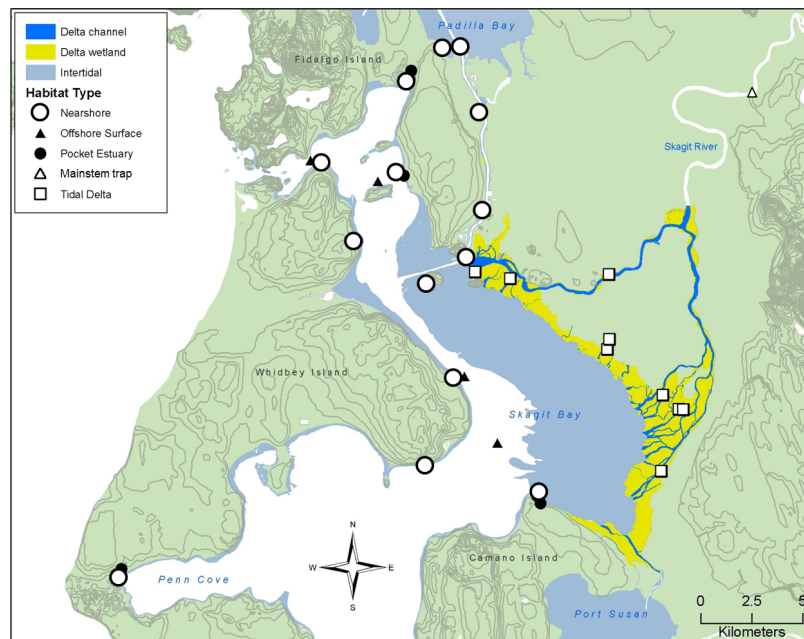 Delta channel
Delta wetland
Intertidal
Habitat Type
Nearshore
Offshore Surface
Pocket Estuary
Mainstem trap
Tidal Delta
Padilla Bay
Fidalgo Island
Skagit River
Whidbey Island
Skagit Bay
Camano Island
Penn Cove
Port Susan
N
W E
S
0 2.5 5
Kilometers